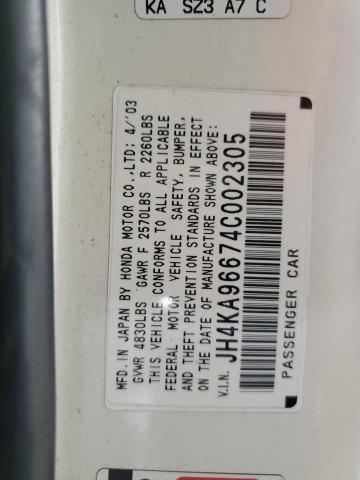 KA SZ3 A7 C
MFD. IN JAPAN BY HONDA MOTOR CO., LTD: 4/'03
GVWR 4830LBS GAWR F 2570LBS R 2260LBS
THIS VEHICLE CONFORMS TO ALL APPLICABLE
FEDERAL MOTOR VEHICLE SAFETY, BUMPER,
AND THEFT PREVENTION STANDARDS IN EFFECT
ON THE DATE OF MANUFACTURE SHOWN ABOVE:
V.I.N. JH4KA96674C002305
PASSENGER CAR